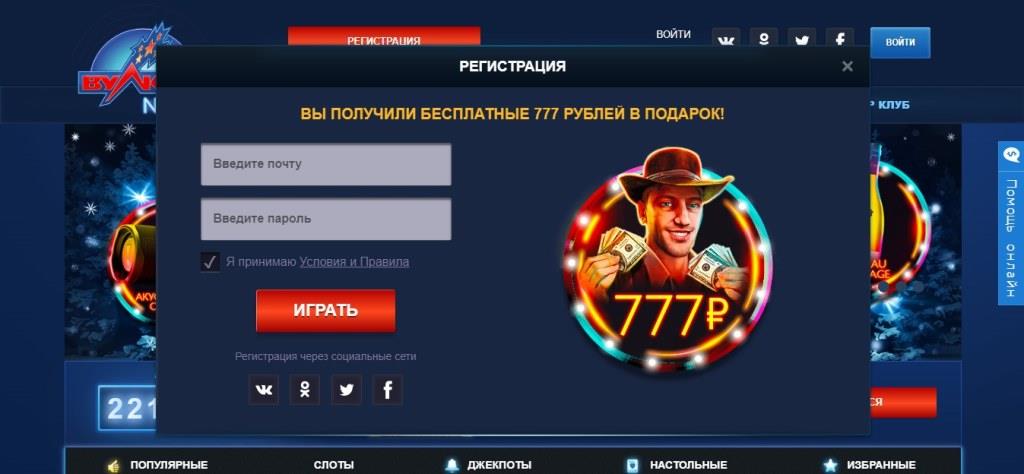 РЕГИСТРАЦИЯ
ВОЙТИ
ВОЙТИ
РЕГИСТРАЦИЯ
КЛУБ
ВЫ ПОЛУЧИЛИ БЕСПЛАТНЫЕ 777 РУБЛЕЙ В ПОДАРОК!
Введите почту
Введите пароль
Я принимаю Условия и Правила
ИГРАТЬ
777₽
Регистрация через социальные сети
Помощь онлайн
221
ПОПУЛЯРНЫЕ
СЛОТЫ
ДЖЕКПОТЫ
НАСТОЛЬНЫЕ
ИЗБРАННЫЕ